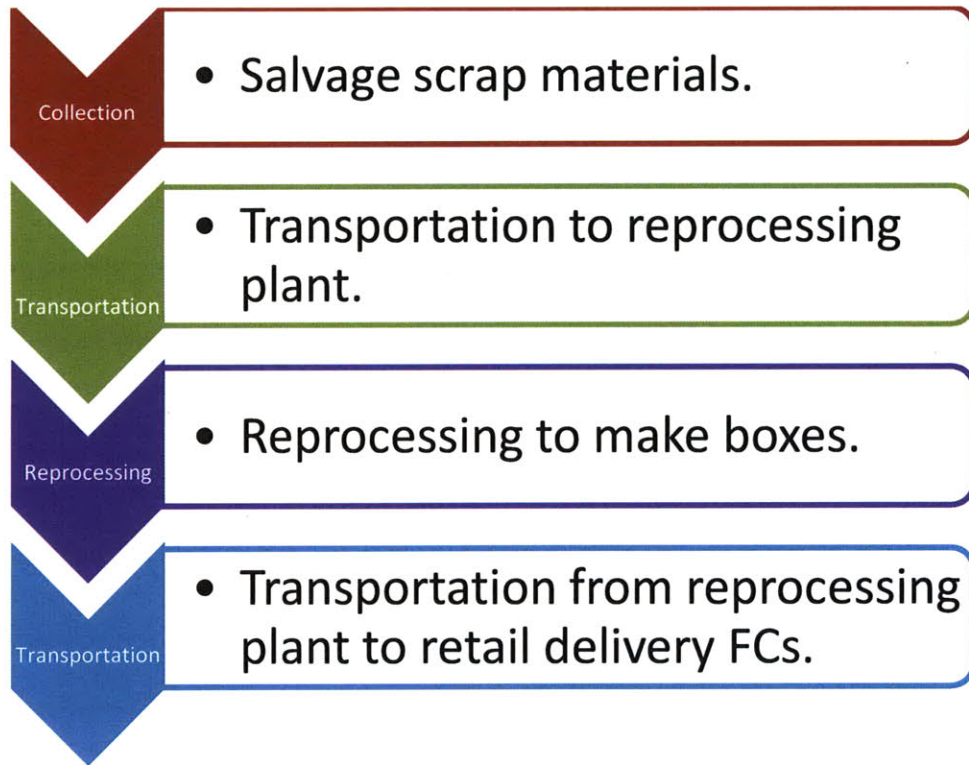 Collection
• Salvage scrap materials.
Transportation
• Transportation to reprocessing
plant.
Reprocessing
• Reprocessing to make boxes.
Transportation
• Transportation from reprocessing
plant to retail delivery FCs.